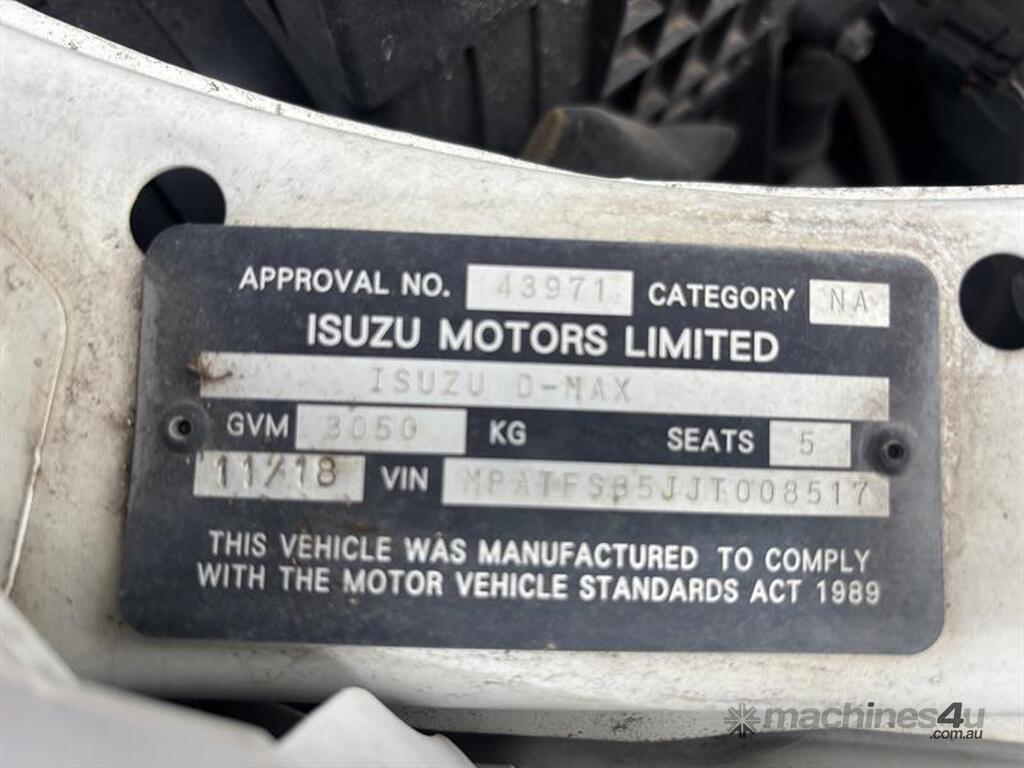 APPROVAL NO. 43971 CATEGORY NA
ISUZU MOTORS LIMITED
ISUZU D-MAX
GVM 3050 KG SEATS 5
11/18 VIN MPATFS85JJT008517
THIS VEHICLE WAS MANUFACTURED TO COMPLY
WITH THE MOTOR VEHICLE STANDARDS ACT 1989
machines4u
.com.au